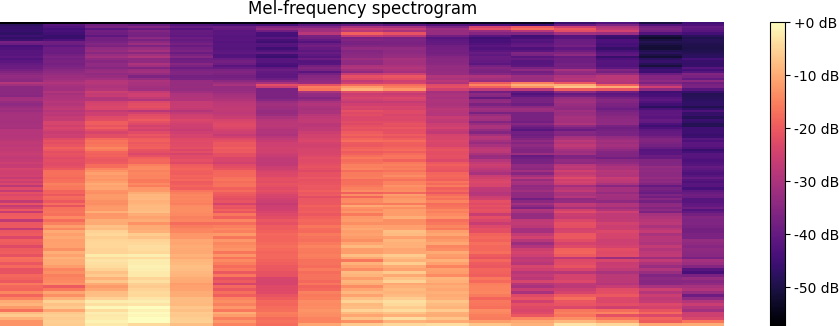 Mel-frequency spectrogram
+0 dB
-10 dB
-20 dB
-30 dB
-40 dB
-50 dB